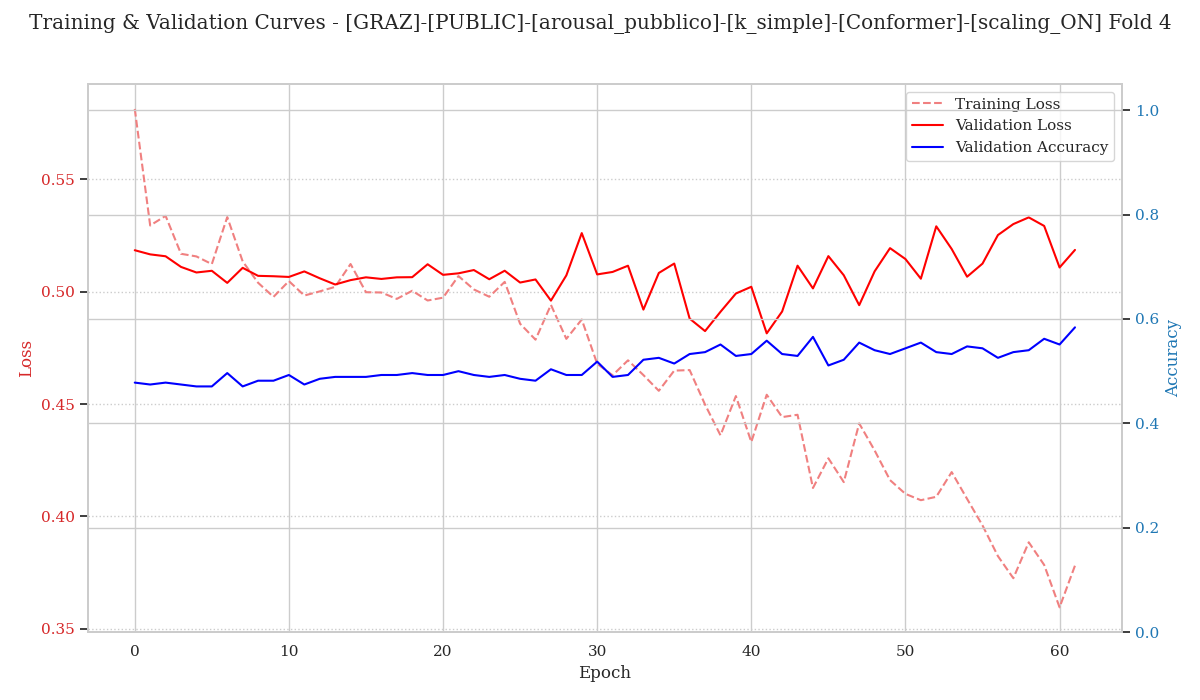 Training & Validation Curves - [GRAZ]-[PUBLIC]-[arousal_pubblico]-[k_simple]-[Conformer]-[scaling_ON] Fold 4
Training Loss
Validation Loss
Validation Accuracy
0.55
0.50
0.45
0.40
0.35
Loss
1.0
0.8
0.6
0.4
0.2
0.0
Accuracy
0
10
20
30
40
50
60
Epoch